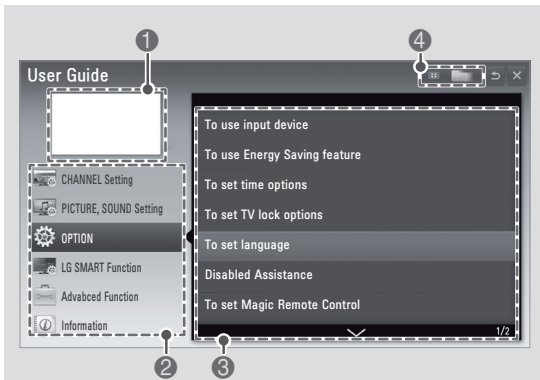 1
4
User Guide
To use input device
To use Energy Saving feature
To set time options
To set TV lock options
To set language
Disabled Assistance
To set Magic Remote Control
1/2
CHANNEL Setting
PICTURE, SOUND Setting
OPTION
LG SMART Function
Advabced Function
Information
2
3